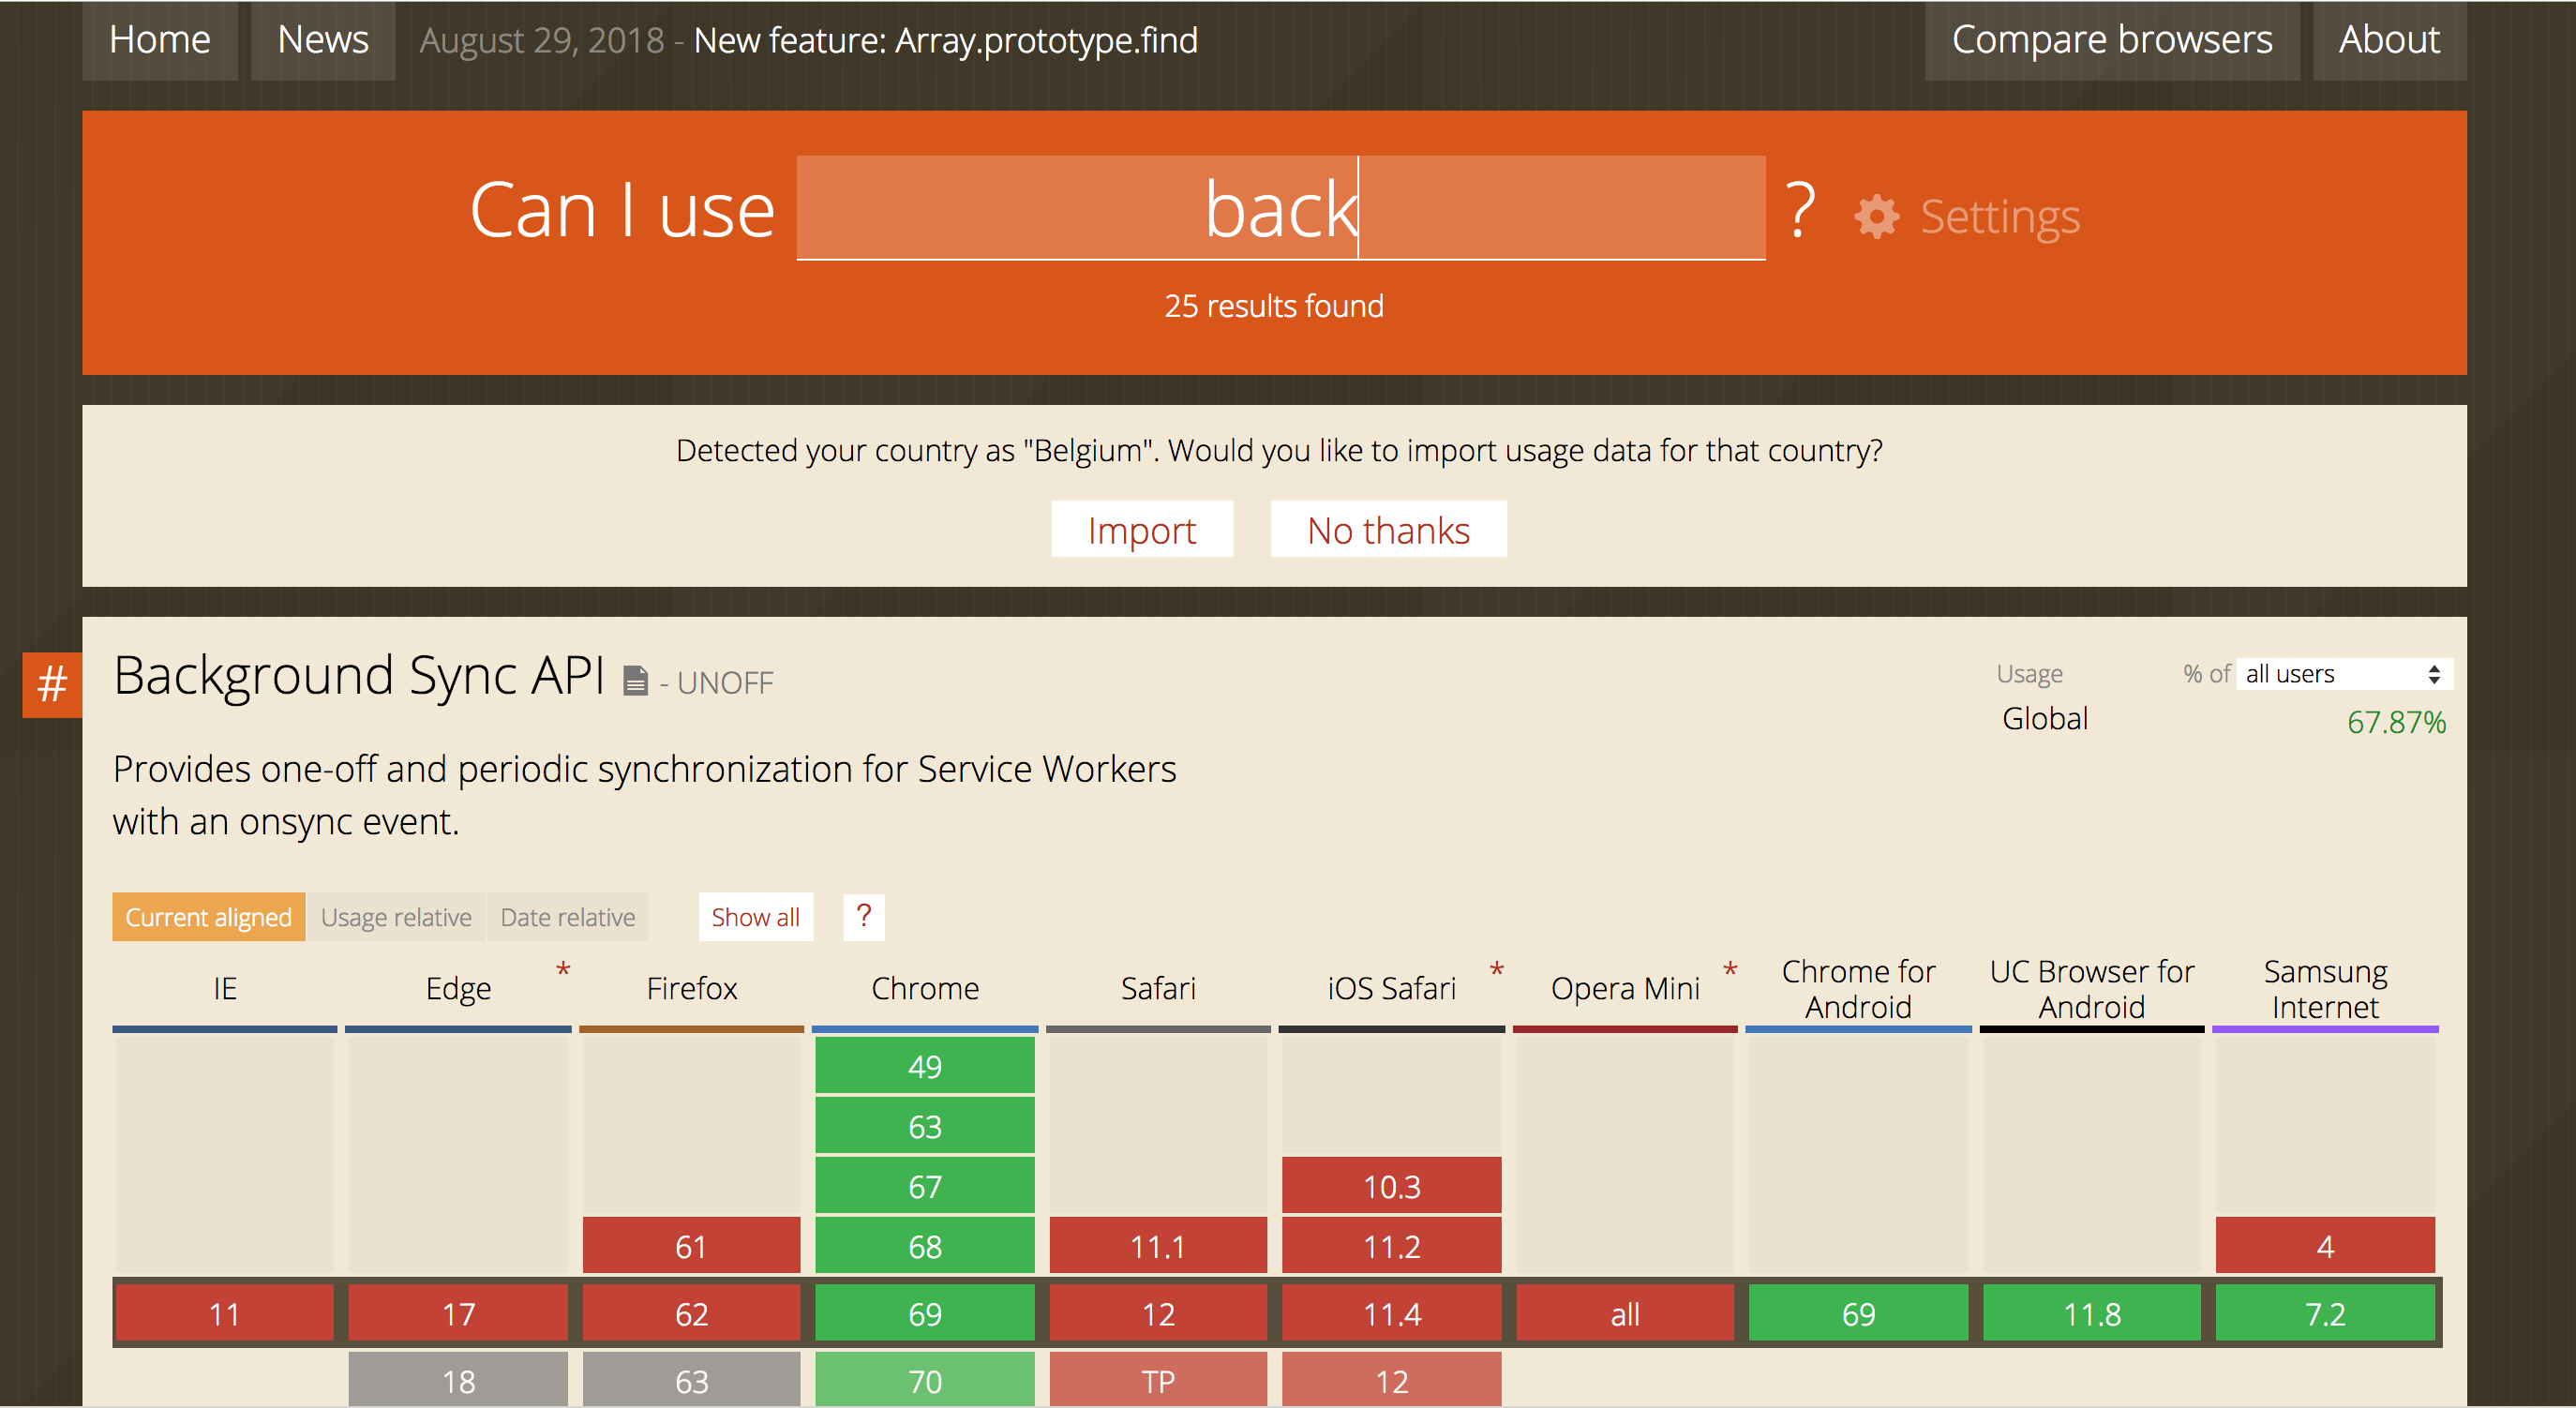 Home News August 29, 2018 - New feature: Array.prototype.find Compare browsers About
Can I use back ? Settings
25 results found
Detected your country as "Belgium". Would you like to import usage data for that country?
Import No thanks
# Background Sync API - UNOFF
Usage % of all users
Global 67.87%
Provides one-off and periodic synchronization for Service Workers
with an onsync event.
Current aligned Usage relative Date relative Show all ?
IE Edge * Firefox Chrome Safari iOS Safari * Opera Mini * Chrome for Android UC Browser for Android Samsung Internet
49
63
67 10.3
61 68 11.1 11.2 4
11 17 62 69 12 11.4 all 69 11.8 7.2
18 63 70 TP 12